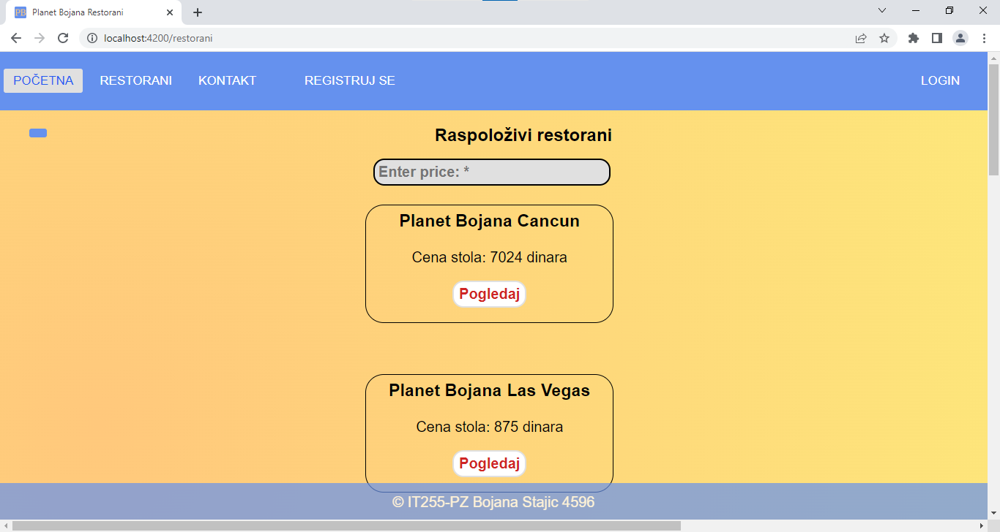 PB Planet Bojana Restorani
localhost:4200/restorani
POČETNA RESTORANI KONTAKT REGISTRUJ SE LOGIN
Raspoloživi restorani
Enter price: *
Planet Bojana Cancun
Cena stola: 7024 dinara
Pogledaj
Planet Bojana Las Vegas
Cena stola: 875 dinara
Pogledaj
© IT255-PZ Bojana Stajic 4596